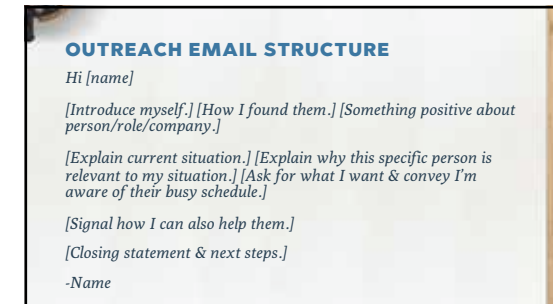 OUTREACH EMAIL STRUCTURE
Hi [name]
[Introduce myself.] [How I found them.] [Something positive about
person/role/company.]
[Explain current situation.] [Explain why this specific person is
relevant to my situation.] [Ask for what I want & convey I'm
aware of their busy schedule.]
[Signal how I can also help them.]
[Closing statement & next steps.]
-Name